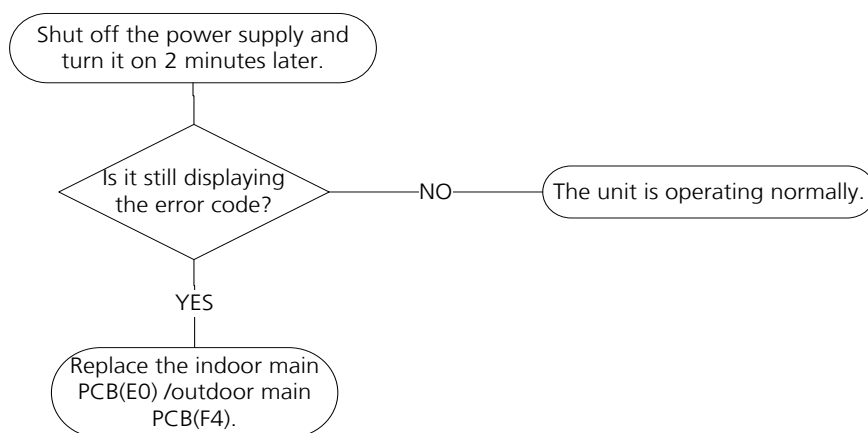 Shut off the power supply and
turn it on 2 minutes later.
Is it still displaying
the error code?
NO
The unit is operating normally.
YES
Replace the indoor main
PCB(E0) /outdoor main
PCB(F4).